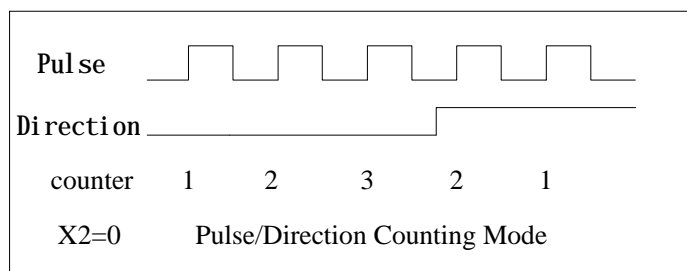 Pulse
Direction
counter 1 2 3 2 1
X2=0 Pulse/Direction Counting Mode